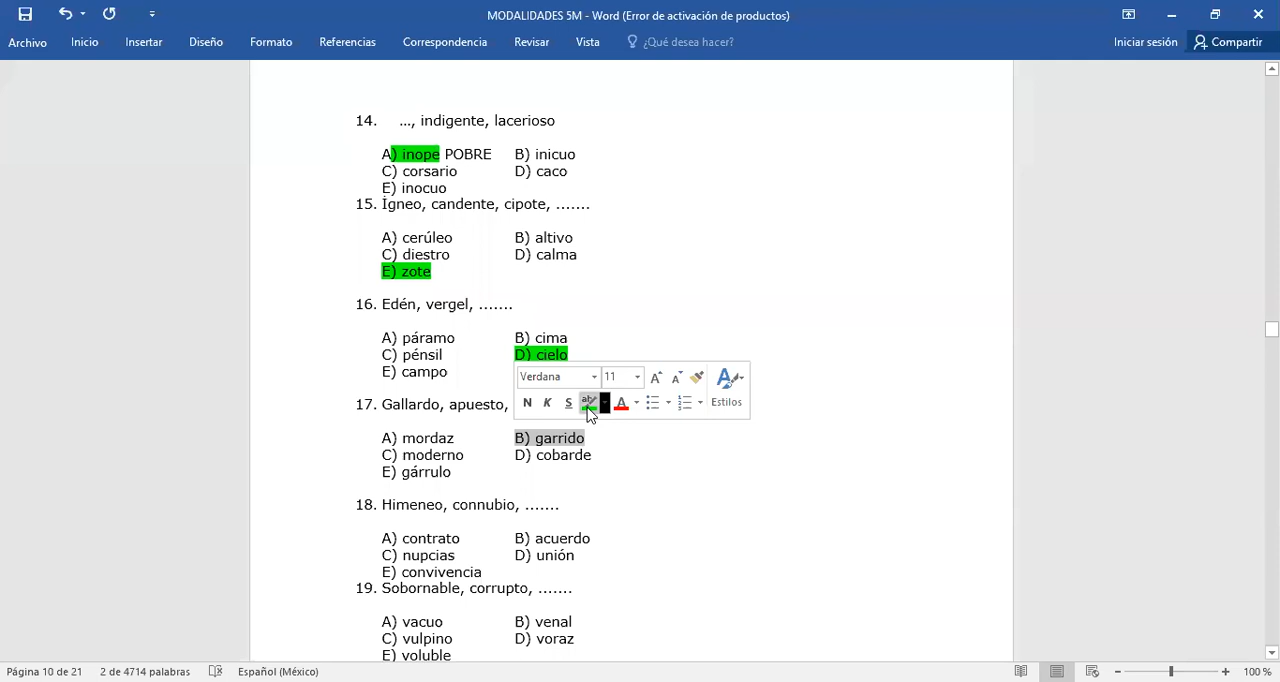 MODALIDADES 5M - Word (Error de activación de productos)
Archivo Inicio Insertar Diseño Formato Referencias Correspondencia Revisar Vista ¿Qué desea hacer? Iniciar sesión Compartir
14. ..., indigente, lacerioso
A) inope POBRE B) inicuo
C) corsario D) caco
E) inocuo
15. Ígneo, candente, cipote, .......
A) cerúleo B) altivo
C) diestro D) calma
E) zote
16. Edén, vergel, .......
A) páramo B) cima
C) pénsil D) cielo
E) campo
Verdana 11
N K S ab A Estilos
17. Gallardo, apuesto,
A) mordaz B) garrido
C) moderno D) cobarde
E) gárrulo
18. Himeneo, connubio, .......
A) contrato B) acuerdo
C) nupcias D) unión
E) convivencia
19. Sobornable, corrupto, .......
A) vacuo B) venal
C) vulpino D) voraz
E) voluble
Página 10 de 21 2 de 4714 palabras Español (México) 100 %